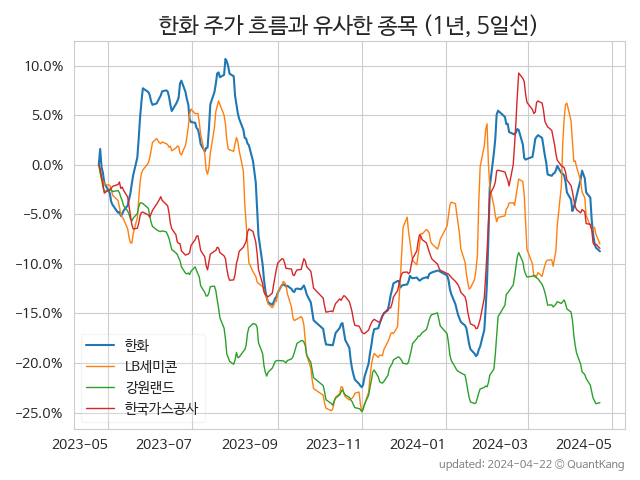 한화 주가 흐름과 유사한 종목 (1년, 5일선)
10.0%
5.0%
0.0%
−5.0%
−10.0%
−15.0%
−20.0%
−25.0%
한화
LB세미콘
강원랜드
한국가스공사
2023-05 2023-07 2023-09 2023-11 2024-01 2024-03 2024-05
updated: 2024-04-22 © QuantKang